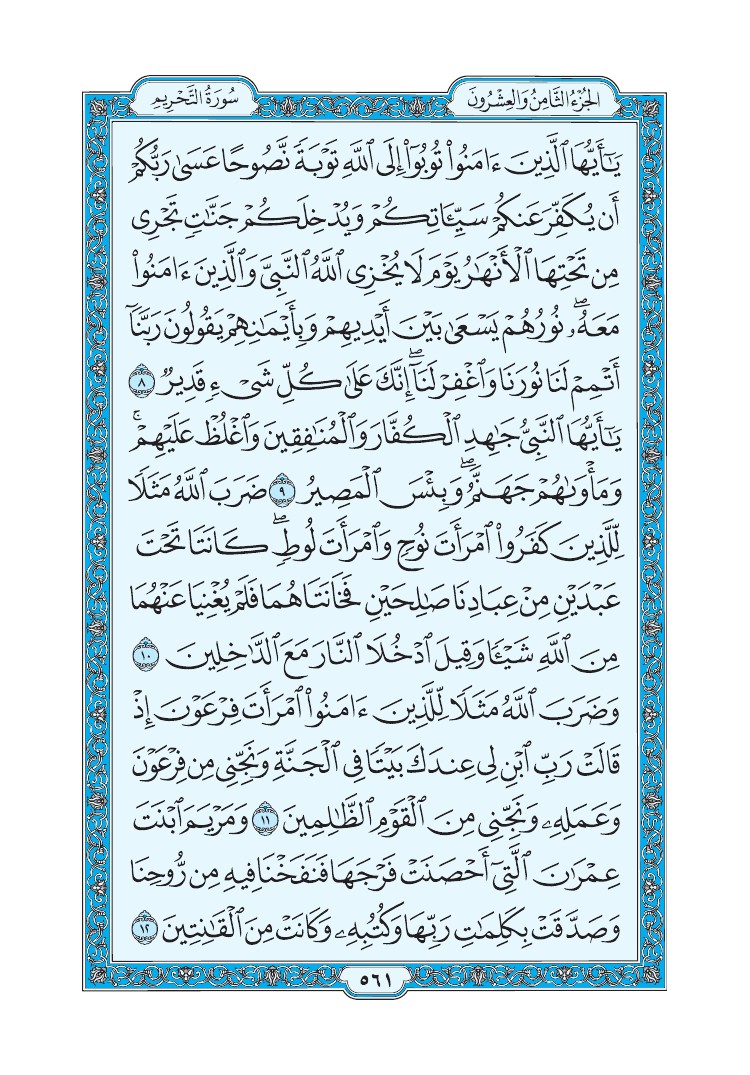 الجُزْءُ الثَّامِنُ وَالعِشْرُونَ
سُورَةُ التَّحْرِيمِ
يَٰٓأَيُّهَا ٱلَّذِينَ ءَامَنُوا۟ تُوبُوٓا۟ إِلَى ٱللَّهِ تَوْبَةً نَّصُوحًا عَسَىٰ رَبُّكُمْ
أَن يُكَفِّرَ عَنكُمْ سَيِّـَٔاتِكُمْ وَيُدْخِلَكُمْ جَنَّٰتٍ تَجْرِى
مِن تَحْتِهَا ٱلْأَنْهَٰرُ يَوْمَ لَا يُخْزِى ٱللَّهُ ٱلنَّبِىَّ وَٱلَّذِينَ ءَامَنُوا۟
مَعَهُۥ ۖ نُورُهُمْ يَسْعَىٰ بَيْنَ أَيْدِيهِمْ وَبِأَيْمَٰنِهِمْ يَقُولُونَ رَبَّنَآ
أَتْمِمْ لَنَا نُورَنَا وَٱغْفِرْ لَنَآ ۖ إِنَّكَ عَلَىٰ كُلِّ شَىْءٍ قَدِيرٌ ٨
يَٰٓأَيُّهَا ٱلنَّبِىُّ جَٰهِدِ ٱلْكُفَّارَ وَٱلْمُنَٰفِقِينَ وَٱغْلُظْ عَلَيْهِمْ ۚ
وَمَأْوَىٰهُمْ جَهَنَّمُ ۖ وَبِئْسَ ٱلْمَصِيرُ ٩ ضَرَبَ ٱللَّهُ مَثَلًا
لِّلَّذِينَ كَفَرُوا۟ ٱمْرَأَتَ نُوحٍ وَٱمْرَأَتَ لُوطٍ ۖ كَانَتَا تَحْتَ
عَبْدَيْنِ مِنْ عِبَادِنَا صَٰلِحَيْنِ فَخَانَتَاهُمَا فَلَمْ يُغْنِيَا عَنْهُمَا
مِنَ ٱللَّهِ شَيْـًٔا وَقِيلَ ٱدْخُلَا ٱلنَّارَ مَعَ ٱلدَّٰخِلِينَ ١٠
وَضَرَبَ ٱللَّهُ مَثَلًا لِّلَّذِينَ ءَامَنُوا۟ ٱمْرَأَتَ فِرْعَوْنَ إِذْ
قَالَتْ رَبِّ ٱبْنِ لِى عِندَكَ بَيْتًا فِى ٱلْجَنَّةِ وَنَجِّنِى مِن فِرْعَوْنَ
وَعَمَلِهِۦ وَنَجِّنِى مِنَ ٱلْقَوْمِ ٱلظَّٰلِمِينَ ١١ وَمَرْيَمَ ٱبْنَتَ
عِمْرَٰنَ ٱلَّتِىٓ أَحْصَنَتْ فَرْجَهَا فَنَفَخْنَا فِيهِ مِن رُّوحِنَا
وَصَدَّقَتْ بِكَلِمَٰتِ رَبِّهَا وَكُتُبِهِۦ وَكَانَتْ مِنَ ٱلْقَٰنِتِينَ ١٢
٥٦١